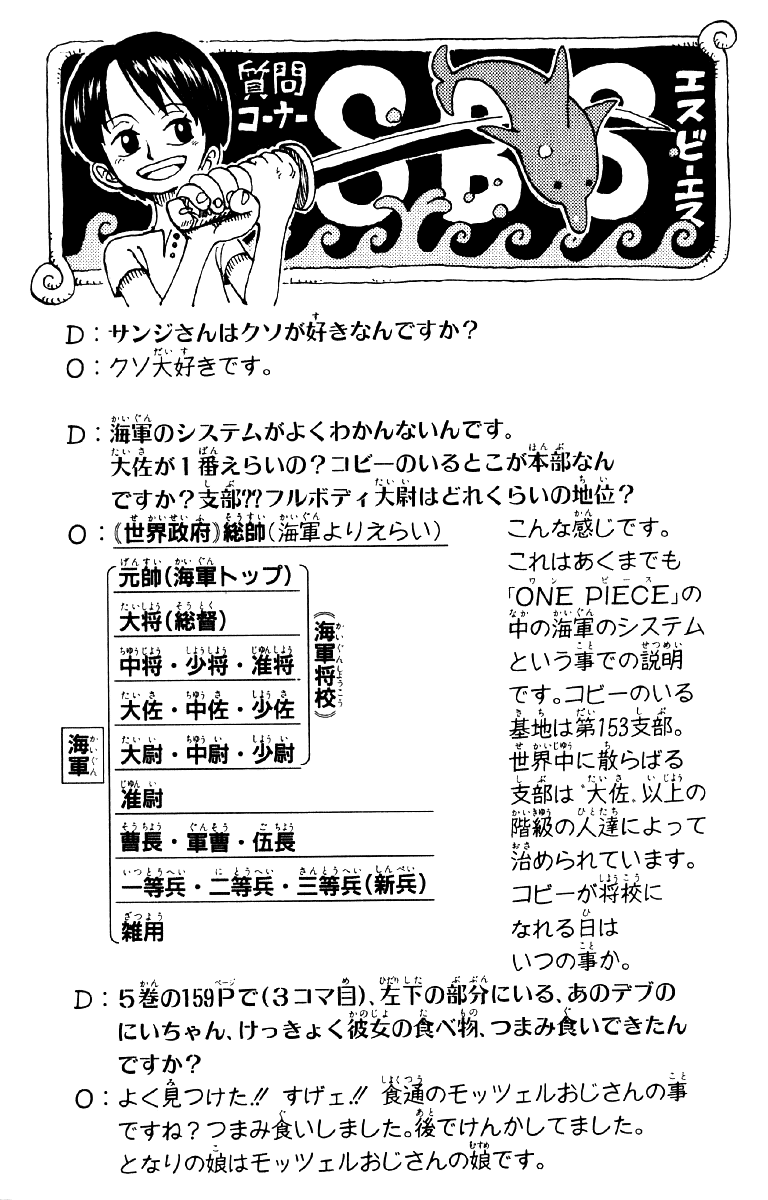 質問
コーナー
SBS
エスビーエス
D:サンジさんはクソが好きなんですか?
O:クソ大好きです。
D:海軍のシステムがよくわかんないんです。
大佐が1番えらいの?コビーのいるとこが本部なん
ですか?支部??フルボディ大尉はどれくらいの地位?
O:《世界政府》総帥(海軍よりえらい)
海軍
元帥(海軍トップ)
大将(総督)
中将・少将・准将
大佐・中佐・少佐
大尉・中尉・少尉
(海軍将校)
准尉
曹長・軍曹・伍長
一等兵・二等兵・三等兵(新兵)
雑用
こんな感じです。
これはあくまでも
「ONE PIECE」の
中の海軍のシステム
という事での説明
です。コビーのいる
基地は第153支部。
世界中に散らばる
支部は〝大佐〟以上の
階級の人達によって
治められています。
コビーが将校に
なれる日は
いつの事か。
D:5巻の159Pで(3コマ目)、左下の部分にいる、あのデブの
にいちゃん、けっきょく彼女の食べ物、つまみ食いできたん
ですか?
O:よく見つけた!! すげェ!! 食通のモッツェルおじさんの事
ですね?つまみ食いしました。後でけんかしてました。
となりの娘はモッツェルおじさんの娘です。